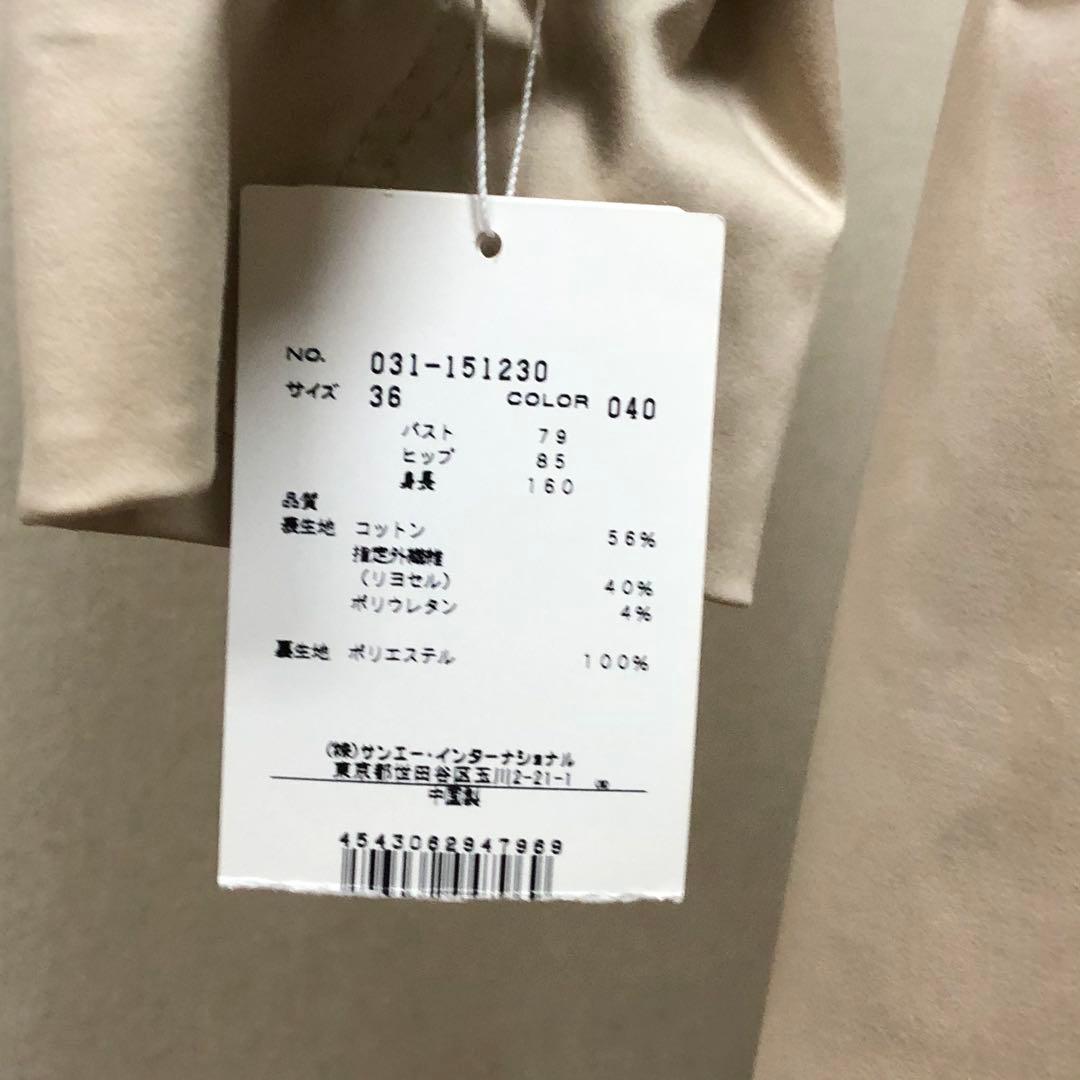 NO. 031-151230
サイズ 36 COLOR 040
バスト 79
ヒップ 85
身長 160
品質
表生地 コットン 56%
指定外繊維
(リヨセル) 40%
ポリウレタン 4%
裏生地 ポリエステル 100%
(株)サンエー・インターナショナル
東京都世田谷区玉川2-21-1
中国製
4543062947969